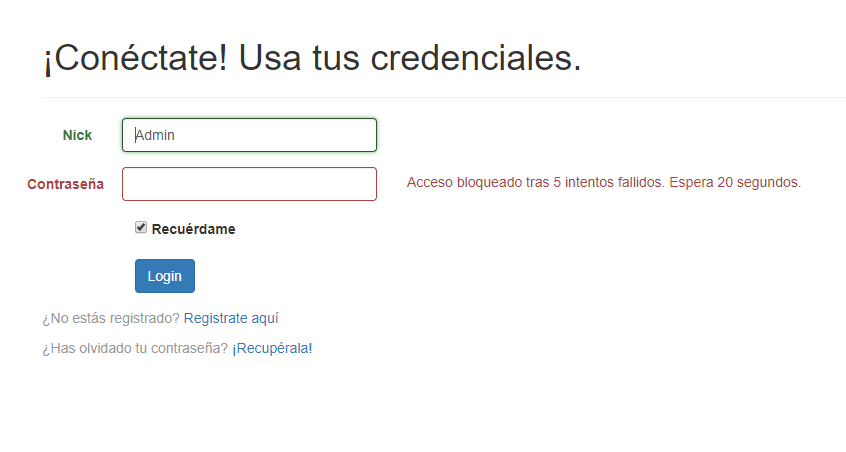 ¡Conéctate! Usa tus credenciales.
Nick
Admin
Contraseña
Acceso bloqueado tras 5 intentos fallidos. Espera 20 segundos.
Recuérdame
Login
¿No estás registrado? Registrate aquí
¿Has olvidado tu contraseña? ¡Recupérala!